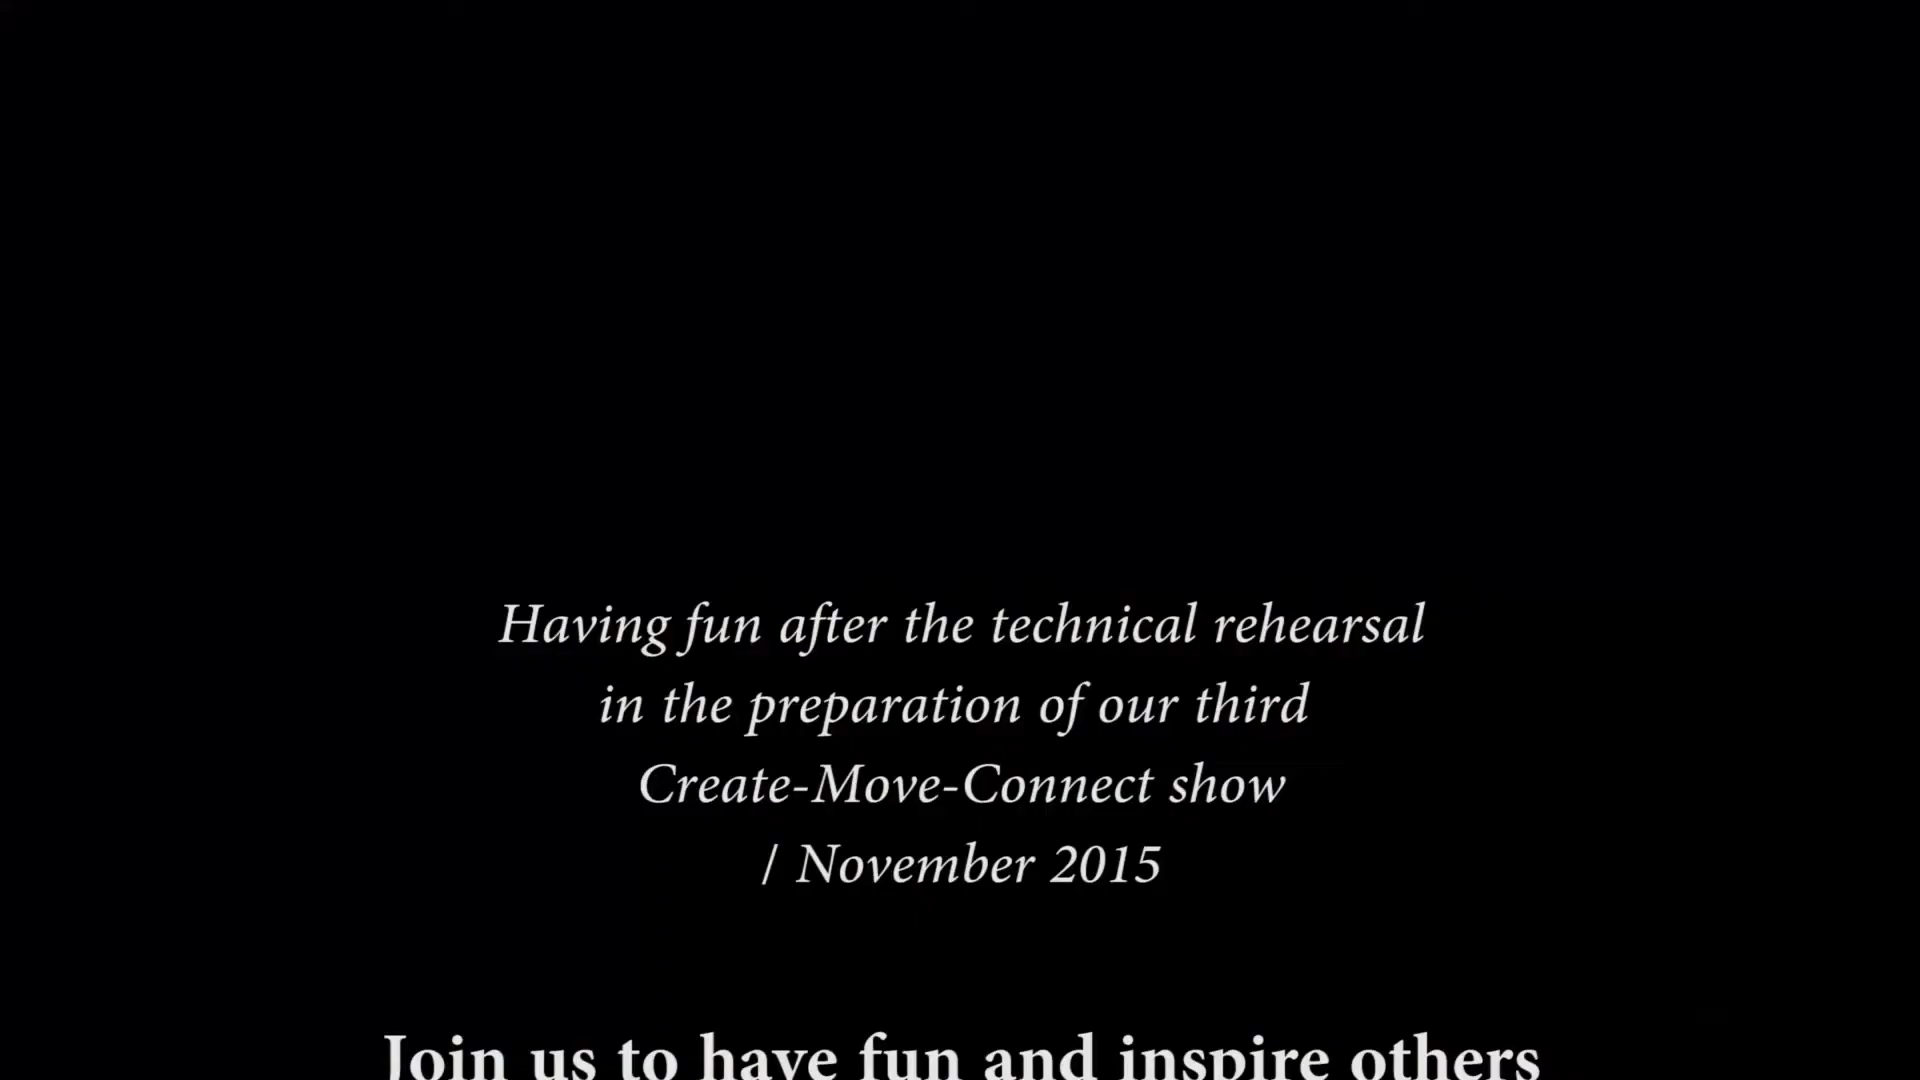 Having fun after the technical rehearsal
in the preparation of our third
Create-Move-Connect show
/ November 2015
Join us to have fun and inspire others